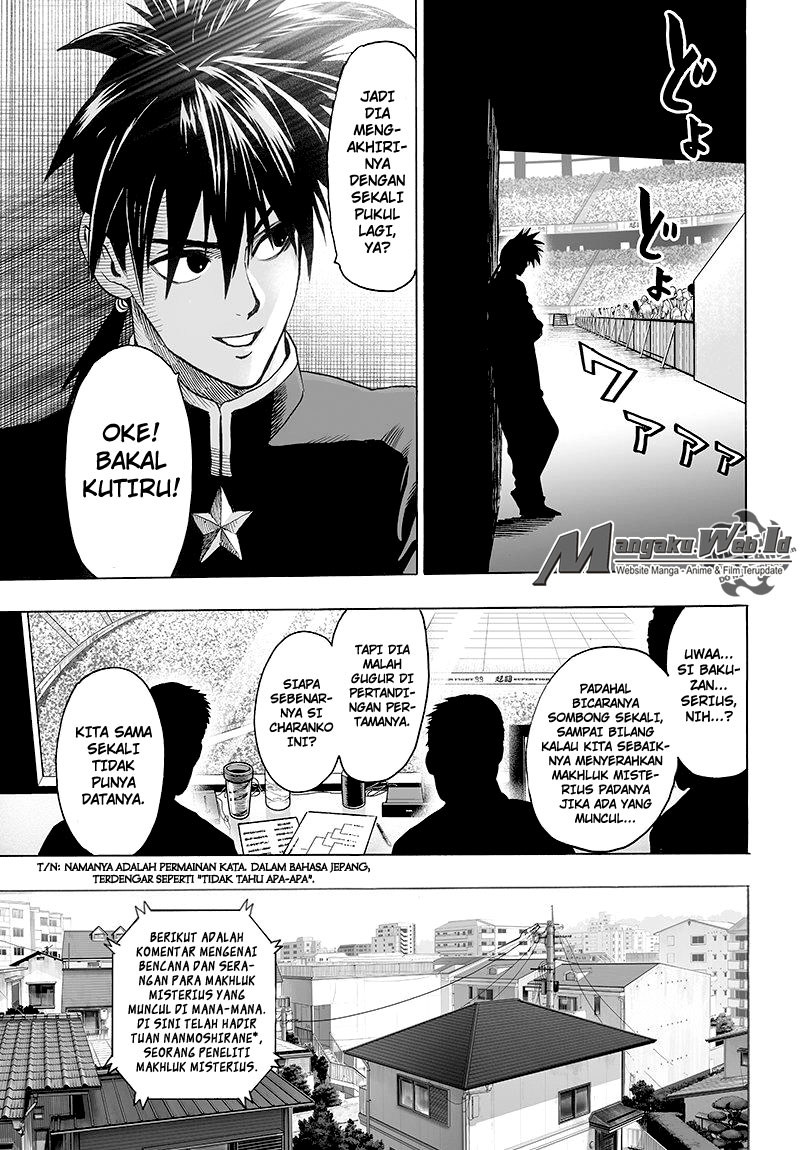 どよ
どよ
ワァァァ
JADI
DIA
MENG-
AKHIRI-
NYA
DENGAN
SEKALI
PUKUL
LAGI,
YA?
OKE!
BAKAL
KUTIRU!
Mangaku.Web.Id
Website Manga - Anime & Film Terupdate
UWAA...
SI BAKU-
ZAN...
SERIUS,
NIH...?
PADAHAL
BICARANYA
SOMBONG SEKALI,
SAMPAI BILANG
KALAU KITA SEBAIK-
NYA MENYERAHKAN
MAKHLUK MISTE-
RIUS PADANYA
JIKA ADA YANG
MUNCUL...
TAPI DIA
MALAH
GUGUR DI
PERTANDI-
NGAN PER-
TAMANYA.
SIAPA
SEBENAR-
NYA SI
CHARANKO
INI?
KITA SAMA
SEKALI
TIDAK
PUNYA
DATANYA.
T/N: NAMANYA ADALAH PERMAINAN KATA. DALAM BAHASA JEPANG,
TERDENGAR SEPERTI "TIDAK TAHU APA-APA".
BERIKUT ADALAH
KOMENTAR MENGENAI
BENCANA DAN SERA-
NGAN PARA MAKHLUK
MISTERIUS YANG
MUNCUL DI MANA-MANA.
DI SINI TELAH HADIR
TUAN NANMOSHIRANE*,
SEORANG PENELITI
MAKHLUK MISTERIUS.